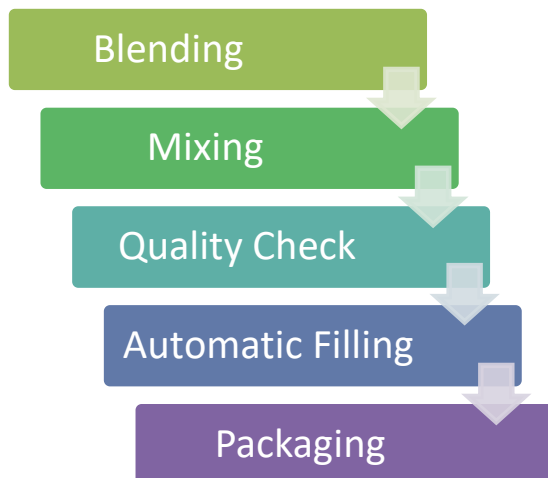 Blending
Mixing
Quality Check
Automatic Filling
Packaging